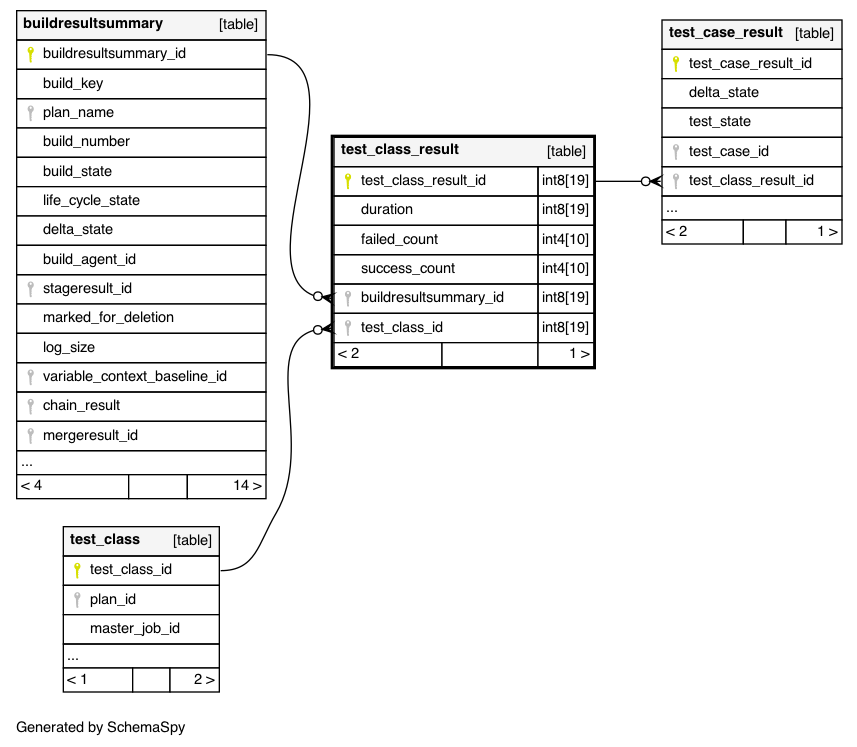 buildresultsummary [table]
buildresultsummary_id
build_key
plan_name
build_number
build_state
life_cycle_state
delta_state
build_agent_id
stageresult_id
marked_for_deletion
log_size
variable_context_baseline_id
chain_result
mergeresult_id
...
< 4 14 >
test_class [table]
test_class_id
plan_id
master_job_id
...
< 1 2 >
test_class_result [table]
test_class_result_id int8[19]
duration int8[19]
failed_count int4[10]
success_count int4[10]
buildresultsummary_id int8[19]
test_class_id int8[19]
< 2 1 >
test_case_result [table]
test_case_result_id
delta_state
test_state
test_case_id
test_class_result_id
...
< 2 1 >
Generated by SchemaSpy